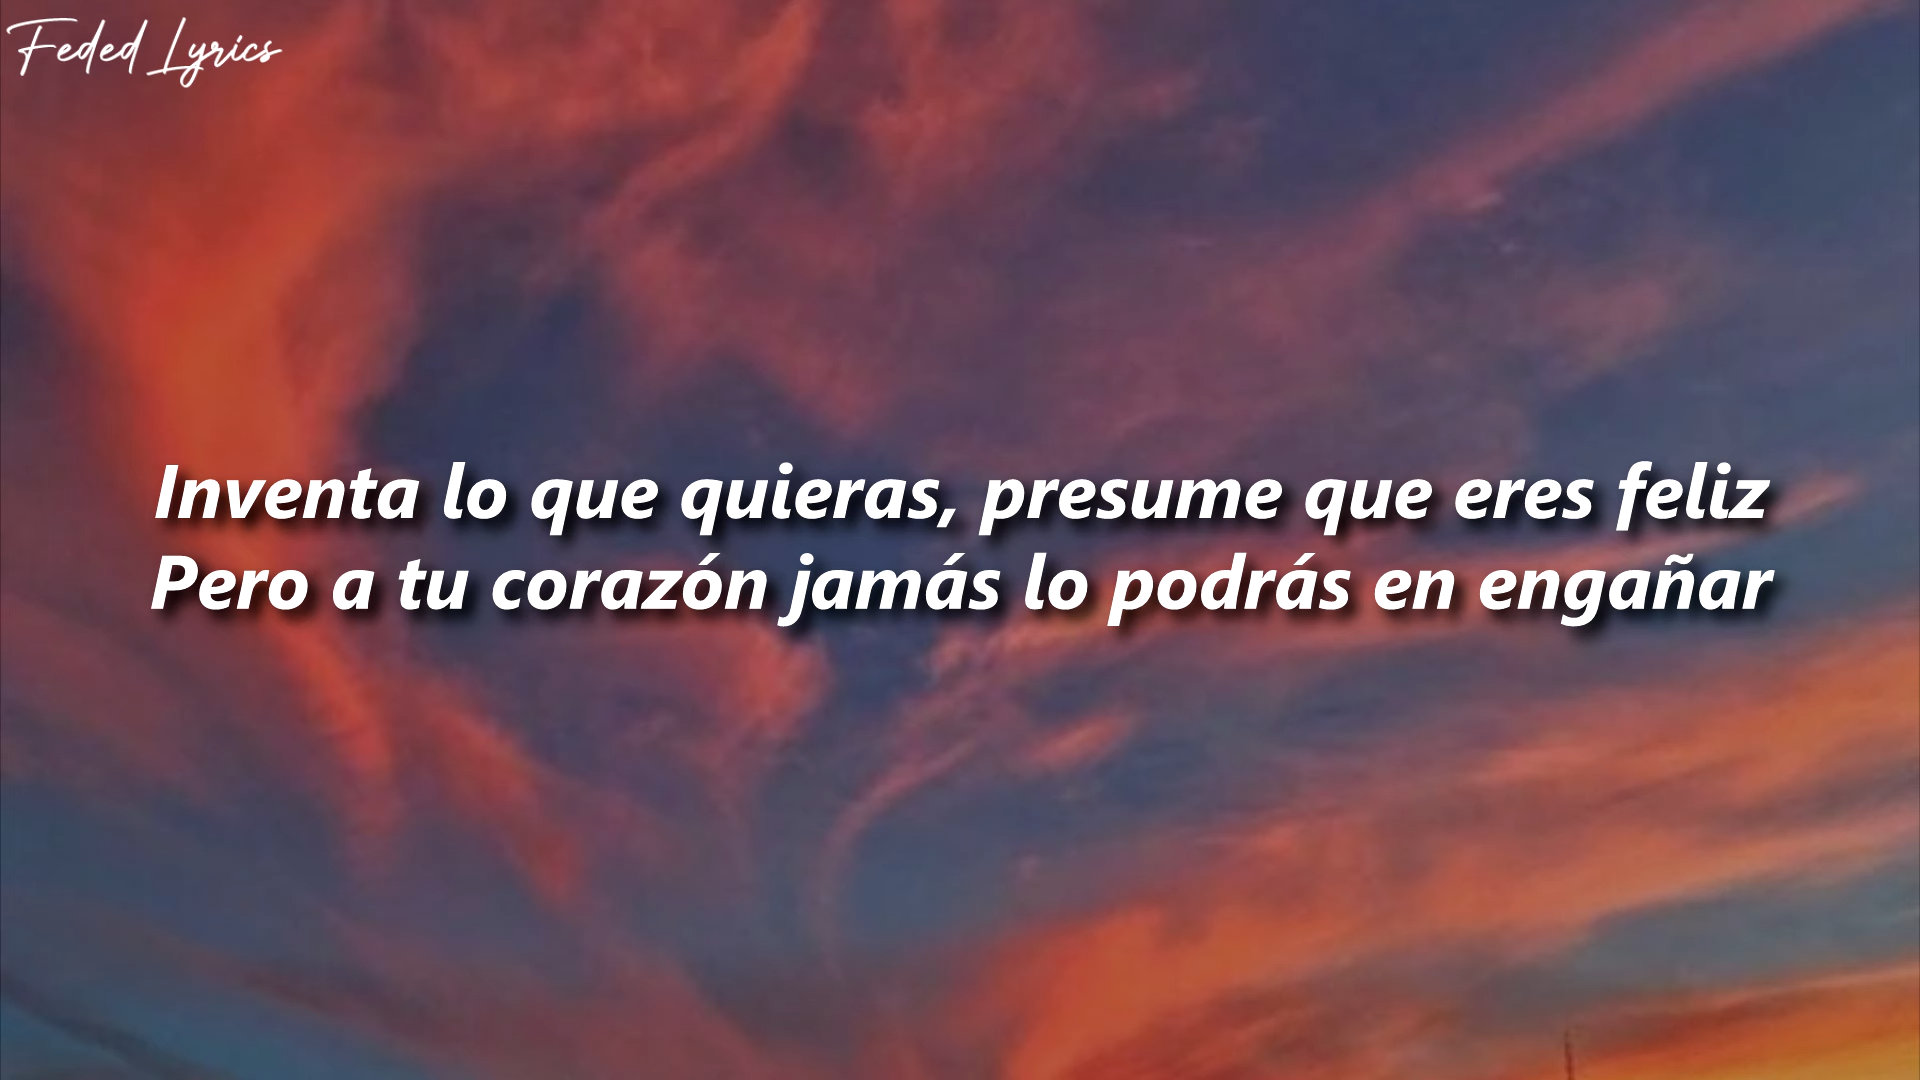 Feded Lyrics
Inventa lo que quieras, presume que eres feliz
Pero a tu corazón jamás lo podrás en engañar